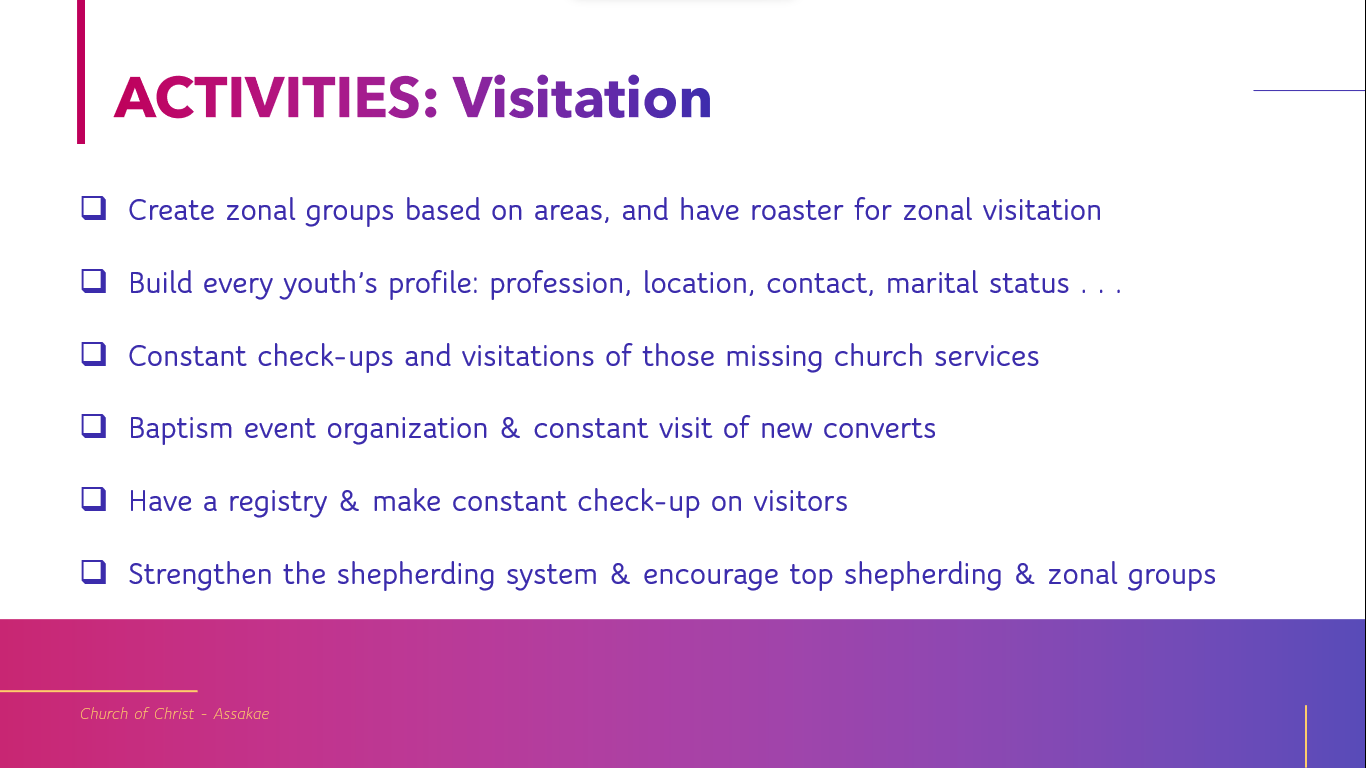 ACTIVITIES: Visitation
Create zonal groups based on areas, and have roaster for zonal visitation
Build every youth’s profile: profession, location, contact, marital status . . .
Constant check-ups and visitations of those missing church services
Baptism event organization & constant visit of new converts
Have a registry & make constant check-up on visitors
Strengthen the shepherding system & encourage top shepherding & zonal groups
Church of Christ - Assakae